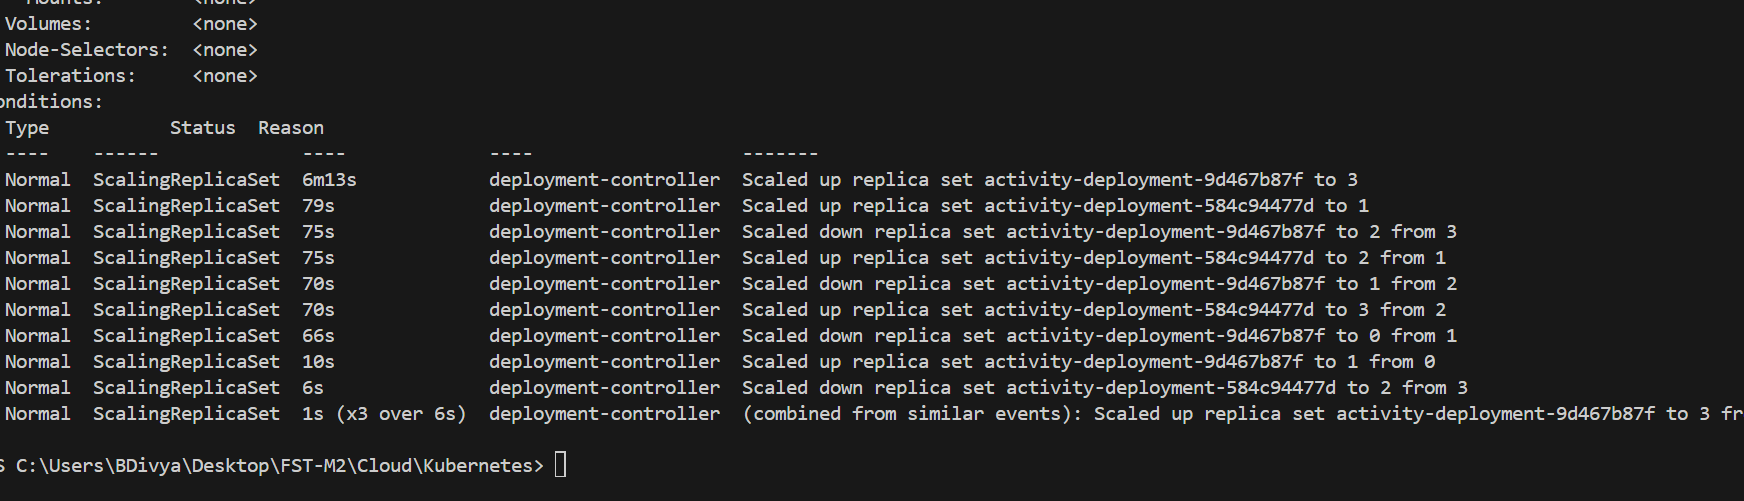 Mounts:        <none>
Volumes:         <none>
Node-Selectors:  <none>
Tolerations:     <none>
onditions:
Type           Status  Reason
----    ------             ----             ----                   -------
Normal  ScalingReplicaSet  6m13s            deployment-controller  Scaled up replica set activity-deployment-9d467b87f to 3
Normal  ScalingReplicaSet  79s              deployment-controller  Scaled up replica set activity-deployment-584c94477d to 1
Normal  ScalingReplicaSet  75s              deployment-controller  Scaled down replica set activity-deployment-9d467b87f to 2 from 3
Normal  ScalingReplicaSet  75s              deployment-controller  Scaled up replica set activity-deployment-584c94477d to 2 from 1
Normal  ScalingReplicaSet  70s              deployment-controller  Scaled down replica set activity-deployment-9d467b87f to 1 from 2
Normal  ScalingReplicaSet  70s              deployment-controller  Scaled up replica set activity-deployment-584c94477d to 3 from 2
Normal  ScalingReplicaSet  66s              deployment-controller  Scaled down replica set activity-deployment-9d467b87f to 0 from 1
Normal  ScalingReplicaSet  10s              deployment-controller  Scaled up replica set activity-deployment-9d467b87f to 1 from 0
Normal  ScalingReplicaSet  6s               deployment-controller  Scaled down replica set activity-deployment-584c94477d to 2 from 3
Normal  ScalingReplicaSet  1s (x3 over 6s)  deployment-controller  (combined from similar events): Scaled up replica set activity-deployment-9d467b87f to 3 fr
S C:\Users\BDivya\Desktop\FST-M2\Cloud\Kubernetes>